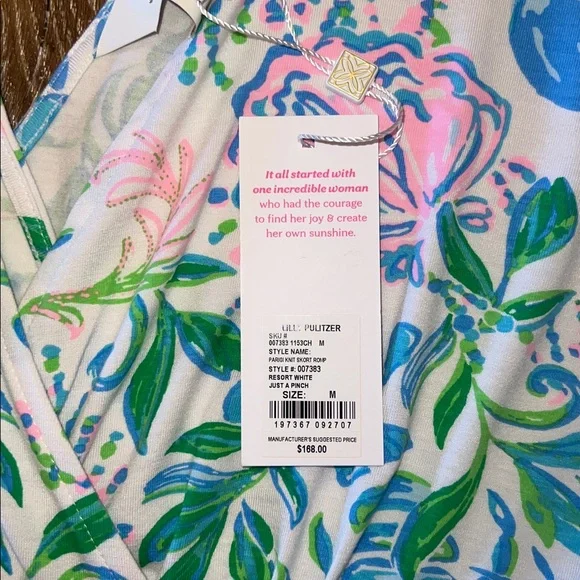 It all started with
one incredible woman
who had the courage
to find her joy & create
her own sunshine.
PULITZER
SKU #
007383 1153CH M
STYLE NAME:
PARIGI KNIT SKORT ROMP
STYLE #: 007383
RESORT WHITE
JUST A PINCH
SIZE: M
197367 092707
MANUFACTURER'S SUGGESTED PRICE
$168.00